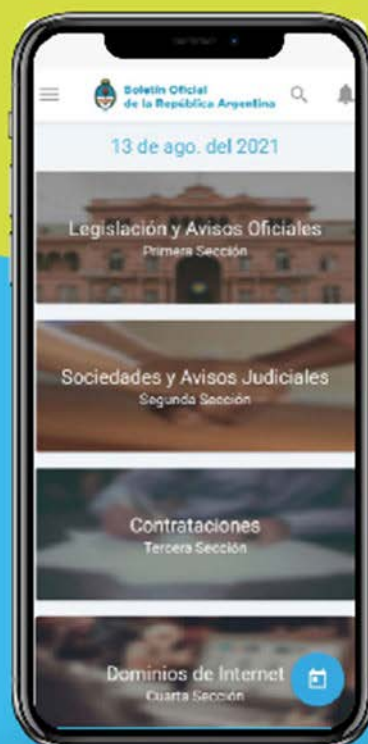 Boletín Oficial
de la República Argentina
13 de ago. del 2021
Legislación y Avisos Oficiales
Primera Sección
Sociedades y Avisos Judiciales
Segunda Sección
Contrataciones
Tercera Sección
Dominios de Internet
Cuarta Sección